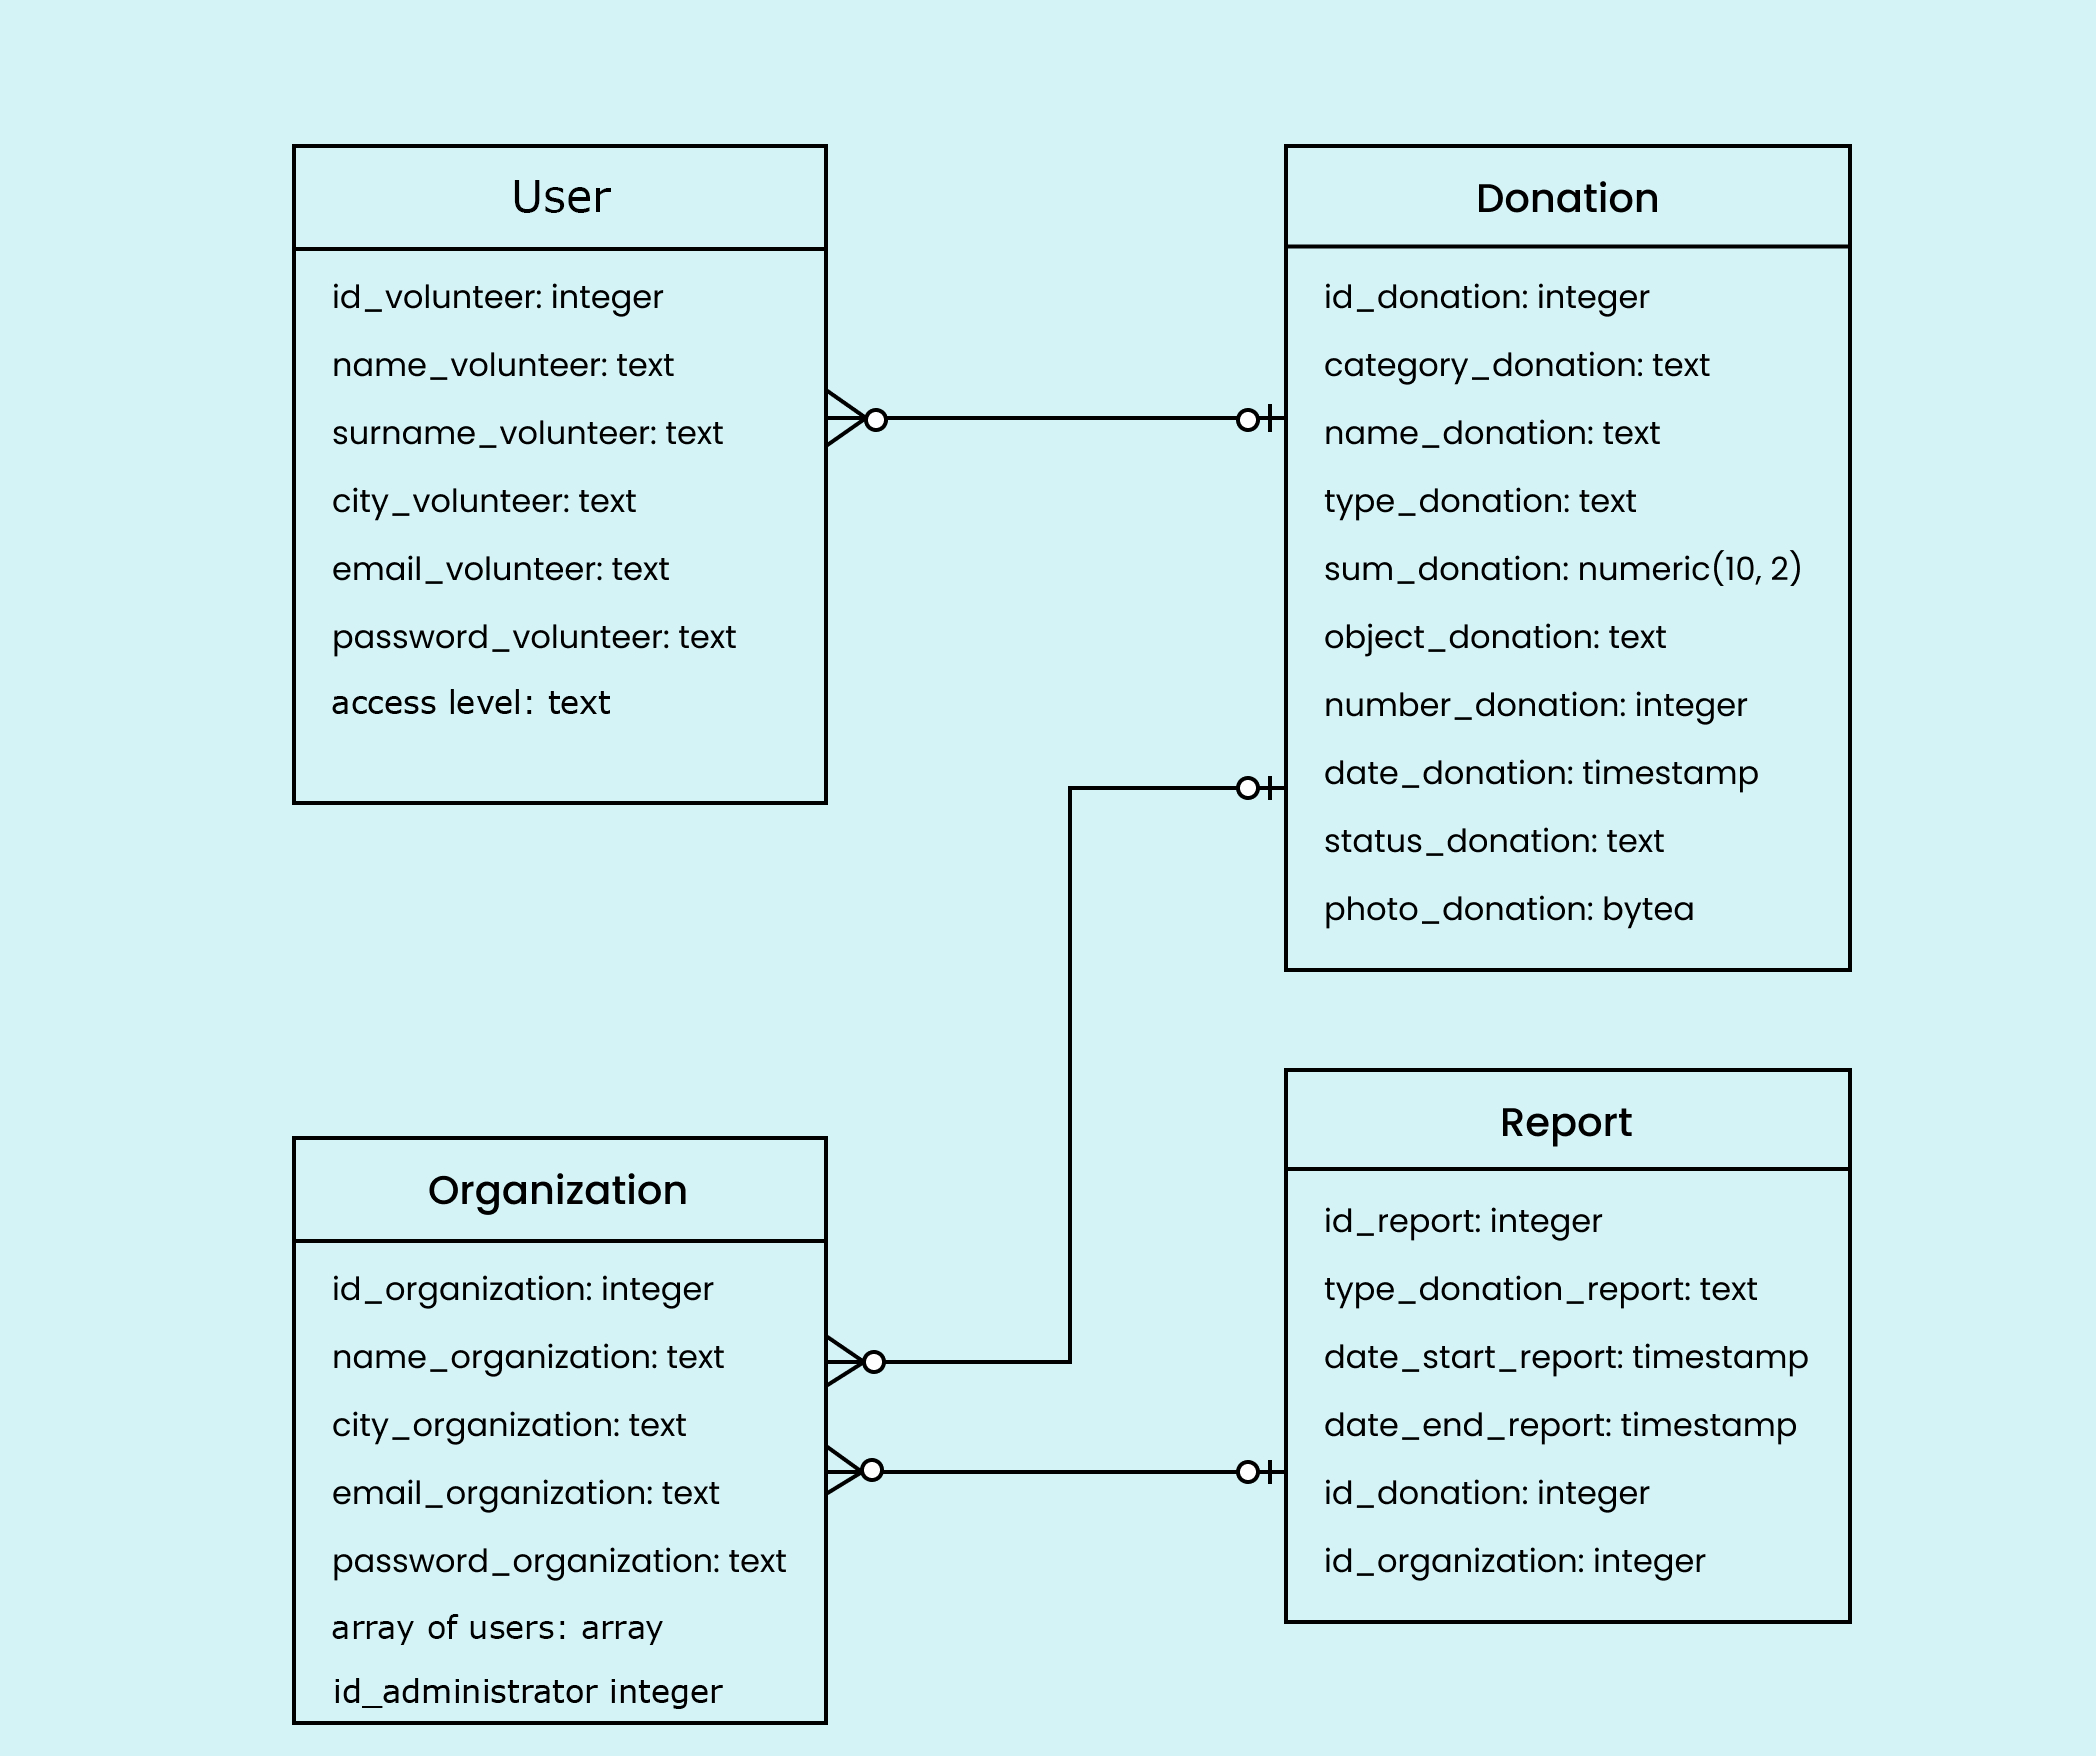 User
id_volunteer: integer
name_volunteer: text
surname_volunteer: text
city_volunteer: text
email_volunteer: text
password_volunteer: text
access level: text
Donation
id_donation: integer
category_donation: text
name_donation: text
type_donation: text
sum_donation: numeric(10, 2)
object_donation: text
number_donation: integer
date_donation: timestamp
status_donation: text
photo_donation: bytea
Organization
id_organization: integer
name_organization: text
city_organization: text
email_organization: text
password_organization: text
array of users: array
id_administrator integer
Report
id_report: integer
type_donation_report: text
date_start_report: timestamp
date_end_report: timestamp
id_donation: integer
id_organization: integer